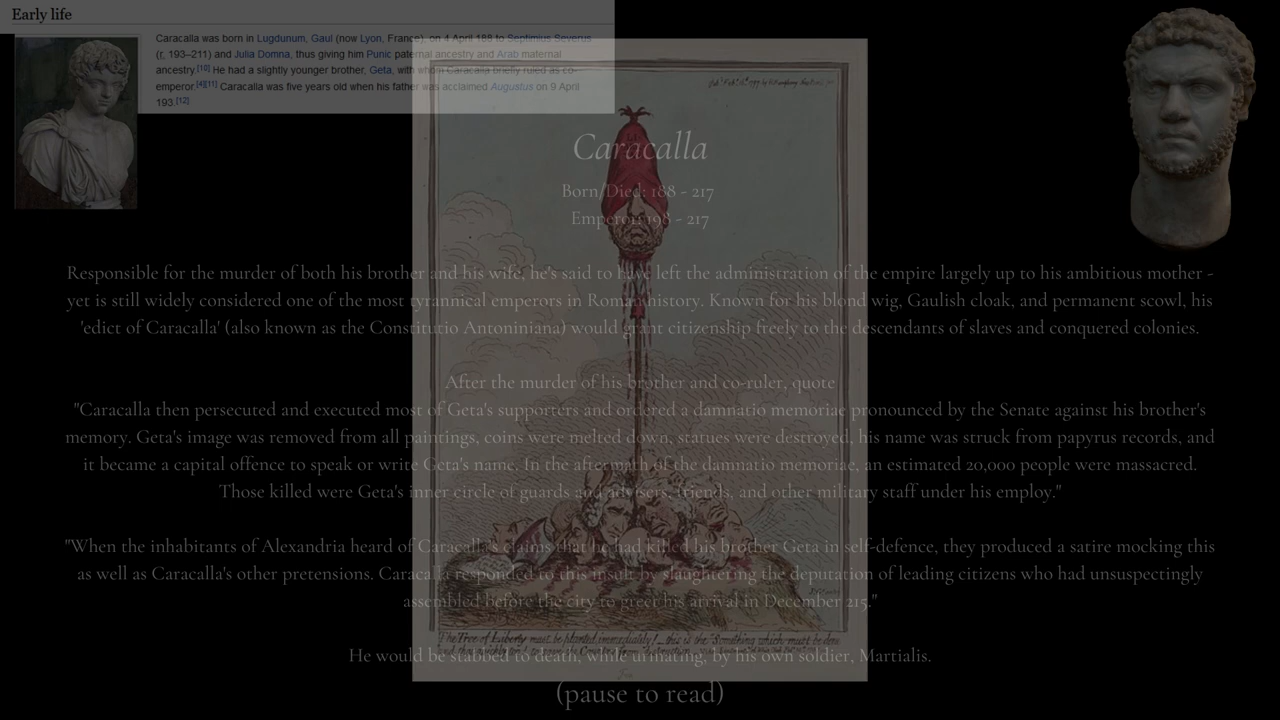 Early life
Caracalla was born in Lugdunum, Gaul (now Lyon, France), on 4 April 188 to Septimius Severus
(r, 193–211) and Julia Domna, thus giving him Punic paternal ancestry and Arab maternal
ancestry.[10] He had a slightly younger brother, Geta, with whom Caracalla briefly ruled as co-
emperor.[4][11] Caracalla was five years old when his father was acclaimed Augustus on 9 April
193.[12]
Caracalla
Born/Died: 188 - 217
Emperor: 198 - 217
Responsible for the murder of both his brother and his wife, he's said to have left the administration of the empire largely up to his ambitious mother -
yet is still widely considered one of the most tyrannical emperors in Roman history. Known for his blond wig, Gaulish cloak, and permanent scowl, his
'edict of Caracalla' (also known as the Constitutio Antoniniana) would grant citizenship freely to the descendants of slaves and conquered colonies.
After the murder of his brother and co-ruler, quote
"Caracalla then persecuted and executed most of Geta's supporters and ordered a damnatio memoriae pronounced by the Senate against his brother's
memory. Geta's image was removed from all paintings, coins were melted down, statues were destroyed, his name was struck from papyrus records, and
it became a capital offence to speak or write Geta's name. In the aftermath of the damnatio memoriae, an estimated 20,000 people were massacred.
Those killed were Geta's inner circle of guards and advisers, friends, and other military staff under his employ."
"When the inhabitants of Alexandria heard of Caracalla's claims that he had killed his brother Geta in self-defence, they produced a satire mocking this
as well as Caracalla's other pretensions. Caracalla responded to this insult by slaughtering the deputation of leading citizens who had unsuspectingly
assembled before the city to greet his arrival in December 215."
The Tree of Liberty must be planted immediately! this is the Something which must be done
He would be stabbed to death, while urinating, by his own soldier, Martialis.
(pause to read)